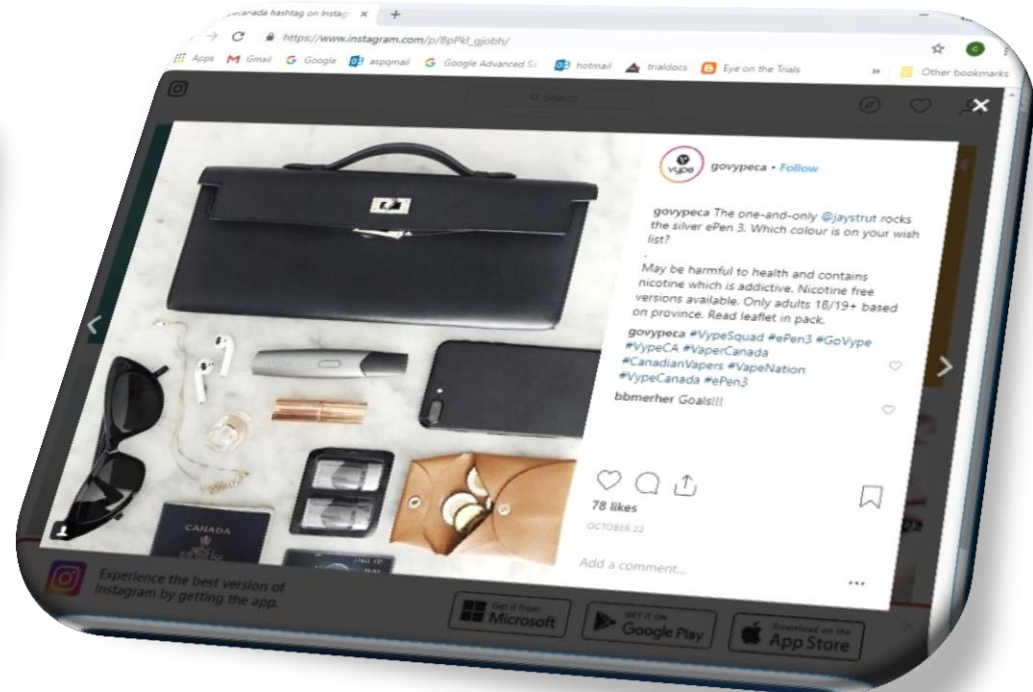 canada hashtag on Instag
https://www.instagram.com/p/BpPkl_gjobh/
Apps Gmail Google aspqmail Google Advanced Se hotmail trialdocs Eye on the Trials » Other bookmarks
Search
vype
govypeca • Follow
govypeca The one-and-only @jaystrut rocks
the silver ePen 3. Which colour is on your wish
list?
.
May be harmful to health and contains
nicotine which is addictive. Nicotine free
versions available. Only adults 18/19+ based
on province. Read leaflet in pack.
govypeca #VypeSquad #ePen3 #GoVype
#VypeCA #VaperCanada
#CanadianVapers #VapeNation
#VypeCanada #ePen3
bbmerher Goals!!!
78 likes
OCTOBER 22
Add a comment...
CANADA
Experience the best version of
Instagram by getting the app.
Get it from
Microsoft
GET IT ON
Google Play
Download on the
App Store